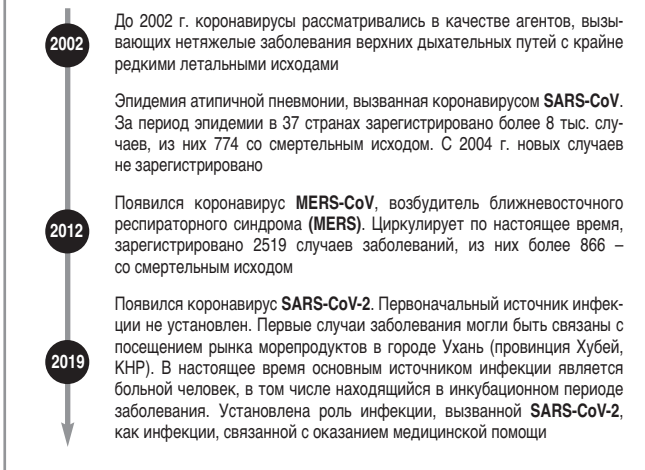 До 2002 г. коронавирусы рассматривались в качестве агентов, вызы-
2002
вающих нетяжелые заболевания верхних дыхательных путей с крайне
редкими летальными исходами
Эпидемия атипичной пневмонии, вызванная коронавирусом SARS-CoV.
За период эпидемии в 37 странах зарегистрировано более 8 тыс. слу-
чаев, из них 774 со смертельным исходом. С 2004 г. новых случаев
не зарегистрировано
Появился коронавирус MERS-CoV, возбудитель ближневосточного
2012
респираторного синдрома (MERS). Циркулирует по настоящее время,
зарегистрировано 2519 случаев заболеваний, из них более 866 –
со смертельным исходом
Появился коронавирус SARS-CoV-2. Первоначальный источник инфек-
ции не установлен. Первые случаи заболевания могли быть связаны с
посещением рынка морепродуктов в городе Ухань (провинция Хубей,
2019
КНР). В настоящее время основным источником инфекции является
больной человек, в том числе находящийся в инкубационном периоде
заболевания. Установлена роль инфекции, вызванной SARS-CoV-2,
как инфекции, связанной с оказанием медицинской помощи